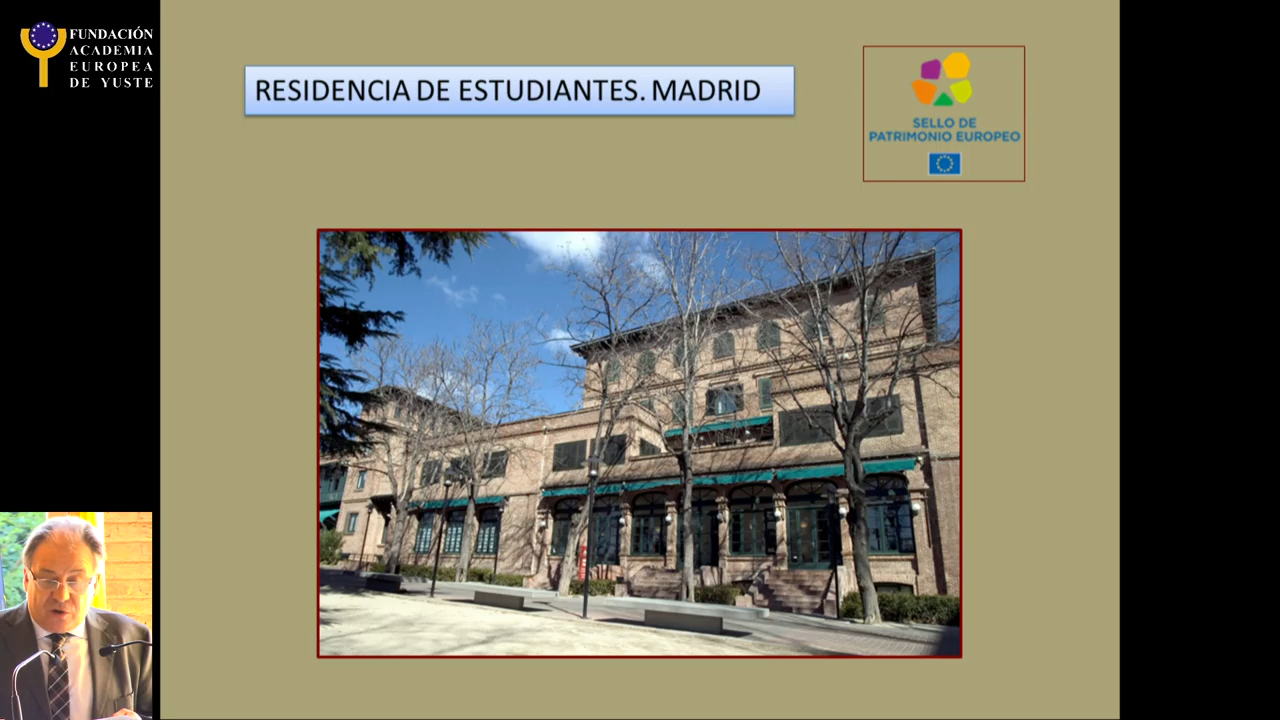 FUNDACIÓN
ACADEMIA
EUROPEA
DE YUSTE
RESIDENCIA DE ESTUDIANTES. MADRID
SELLO DE
PATRIMONIO EUROPEO